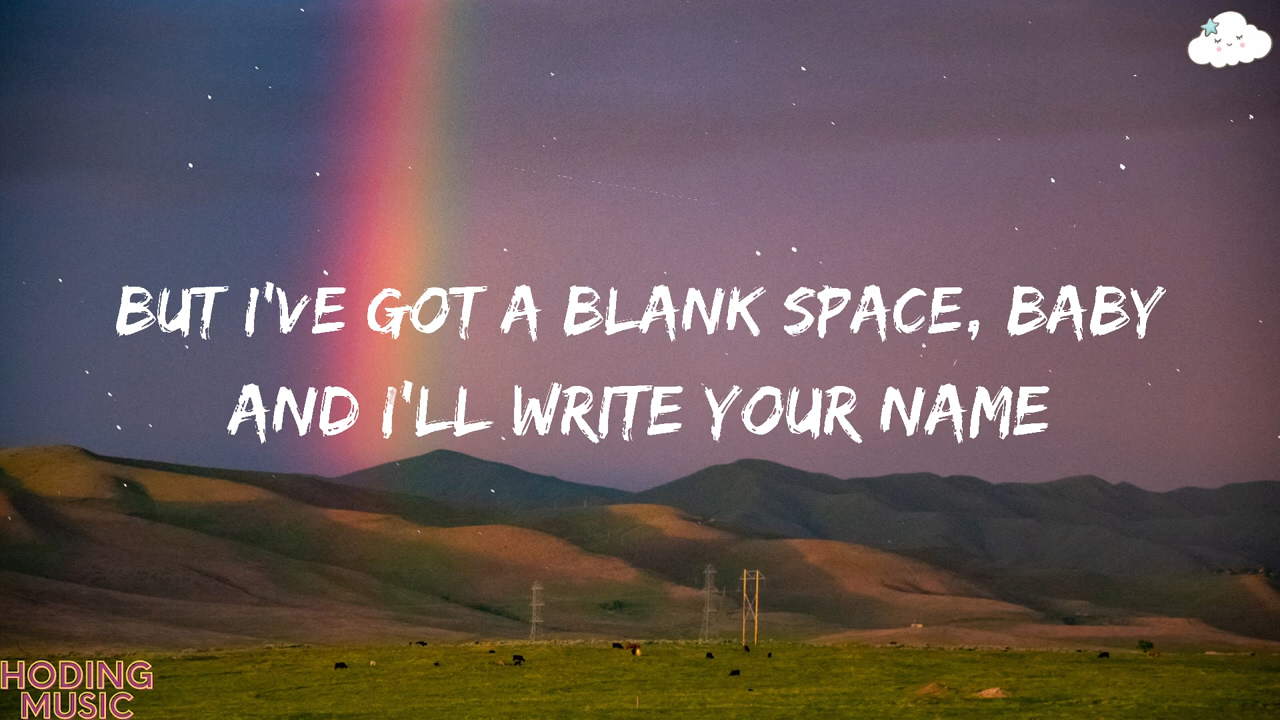 BUT I'VE GOT A BLANK SPACE, BABY
AND I'LL WRITE YOUR NAME
HODING
MUSIC